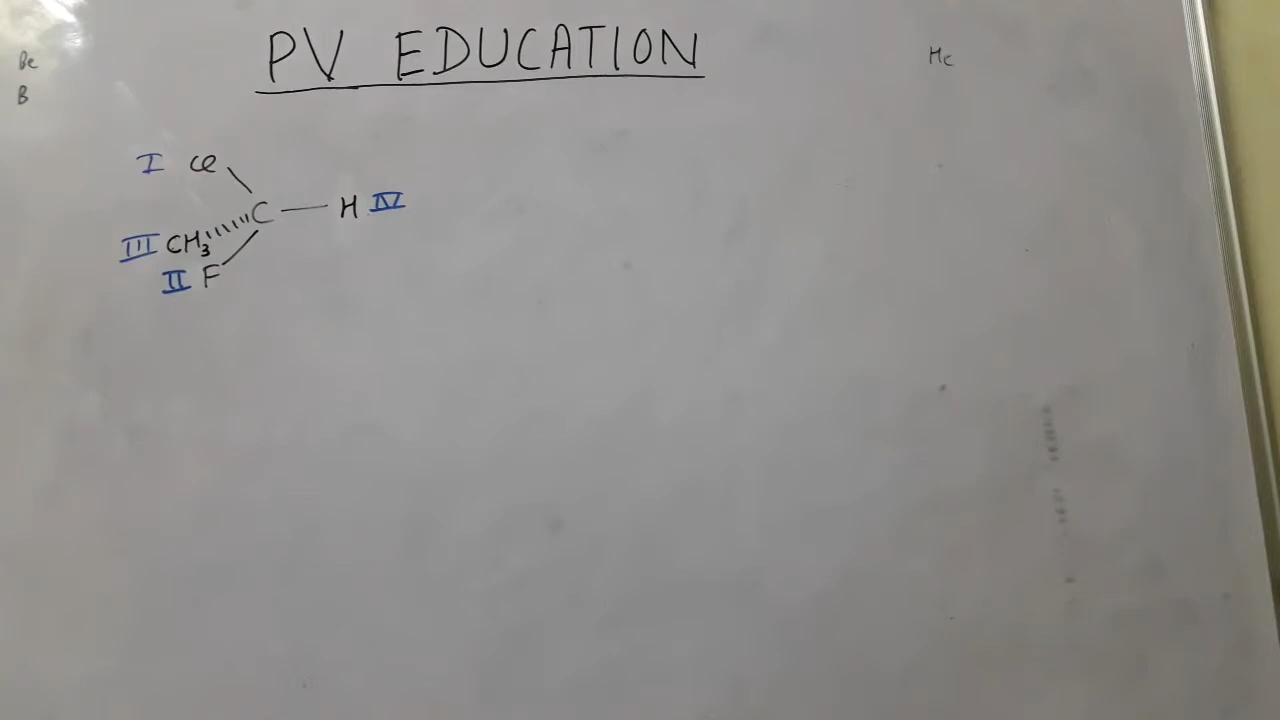 PV EDUCATION
Be
B
Mc
I Cl
C — H IV
III CH₃
II F